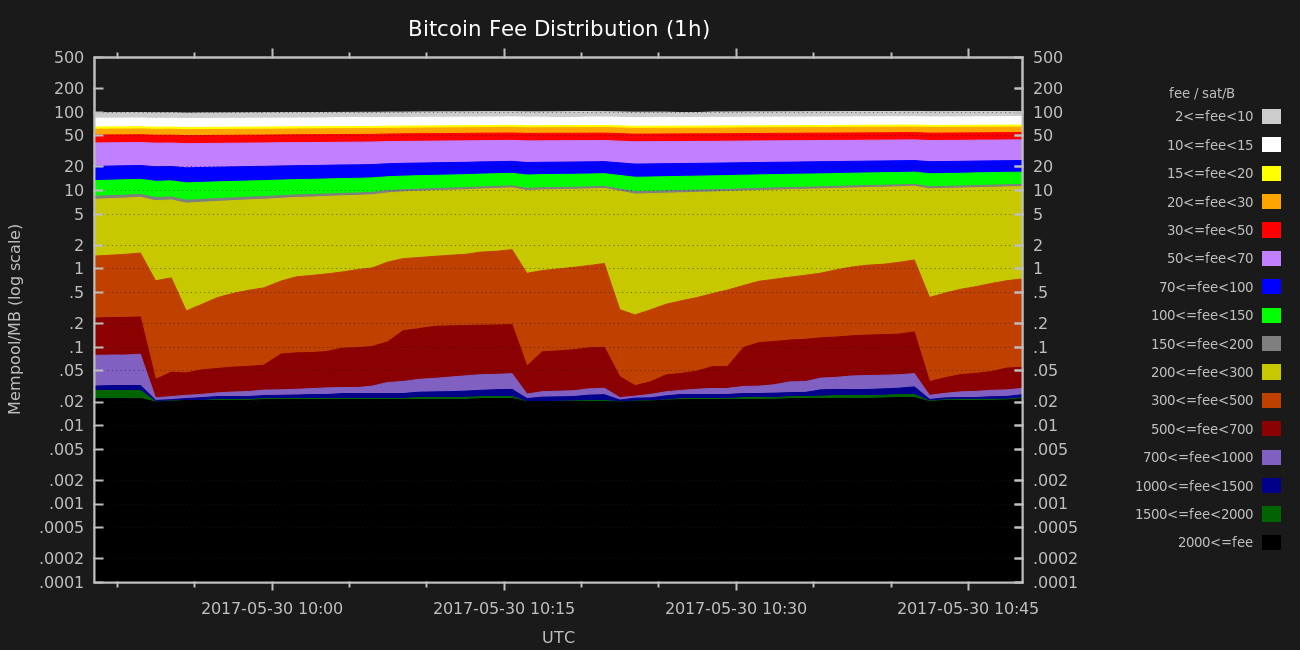 Bitcoin Fee Distribution (1h)
Mempool/MB (log scale)
500
200
100
50
20
10
5
2
1
.5
.2
.1
.05
.02
.01
.005
.002
.001
.0005
.0002
.0001
500
200
100
50
20
10
5
2
1
.5
.2
.1
.05
.02
.01
.005
.002
.001
.0005
.0002
.0001
2017-05-30 10:00 2017-05-30 10:15 2017-05-30 10:30 2017-05-30 10:45
UTC
fee / sat/B
2<=fee<10
10<=fee<15
15<=fee<20
20<=fee<30
30<=fee<50
50<=fee<70
70<=fee<100
100<=fee<150
150<=fee<200
200<=fee<300
300<=fee<500
500<=fee<700
700<=fee<1000
1000<=fee<1500
1500<=fee<2000
2000<=fee